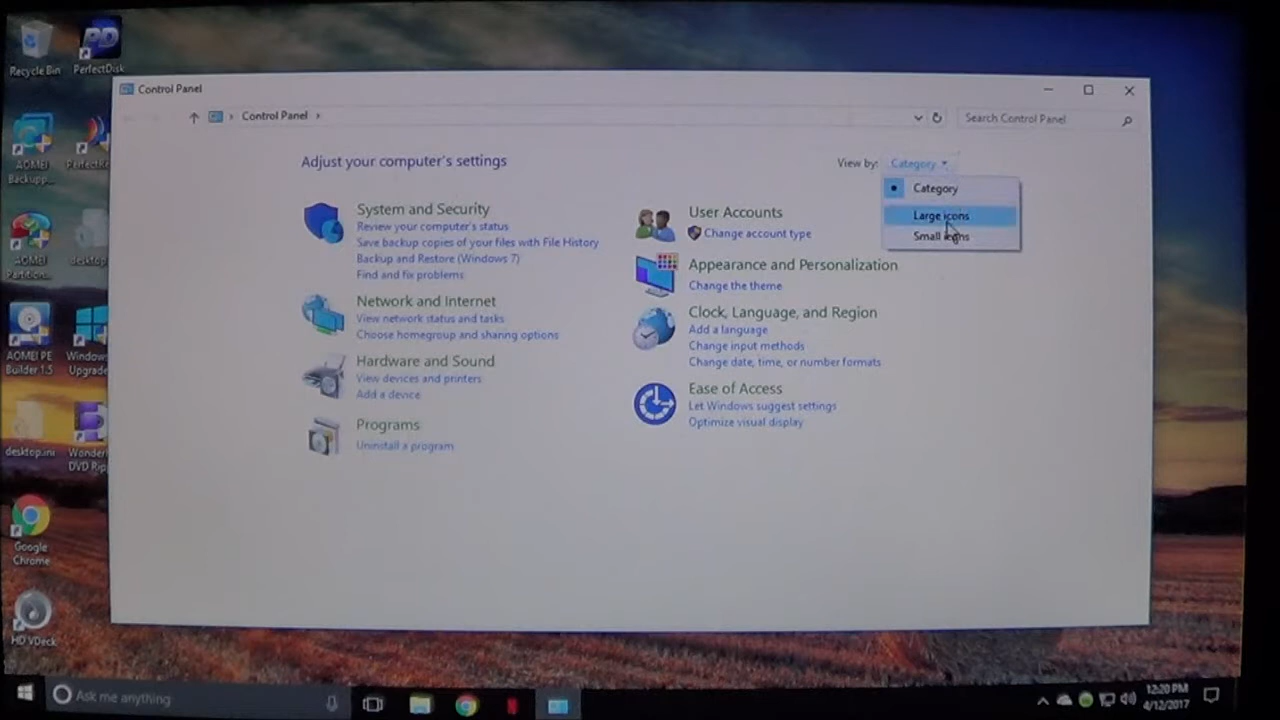 Recycle Bin
PerfectDisk
AOMEI
Backupp...
AOMEI
Partition...
AOMEI PE
Builder 1.5
Windows
Upgrade
desktop.ini
DVD Rip
Google
Chrome
HD VDeck
Control Panel
Control Panel
Search Control Panel
Adjust your computer's settings
View by:
Category
Category
Large icons
Small
System and Security
Review your computer's status
Save backup copies of your files with File History
Backup and Restore (Windows 7)
Find and fix problems
Network and Internet
View network status and tasks
Choose homegroup and sharing options
Hardware and Sound
View devices and printers
Add a device
Programs
Uninstall a program
User Accounts
Change account type
Appearance and Personalization
Change the theme
Clock, Language, and Region
Add a language
Change input methods
Change date, time, or number formats
Ease of Access
Let Windows suggest settings
Optimize visual display
Ask me anything
12:20 PM
4/12/2017